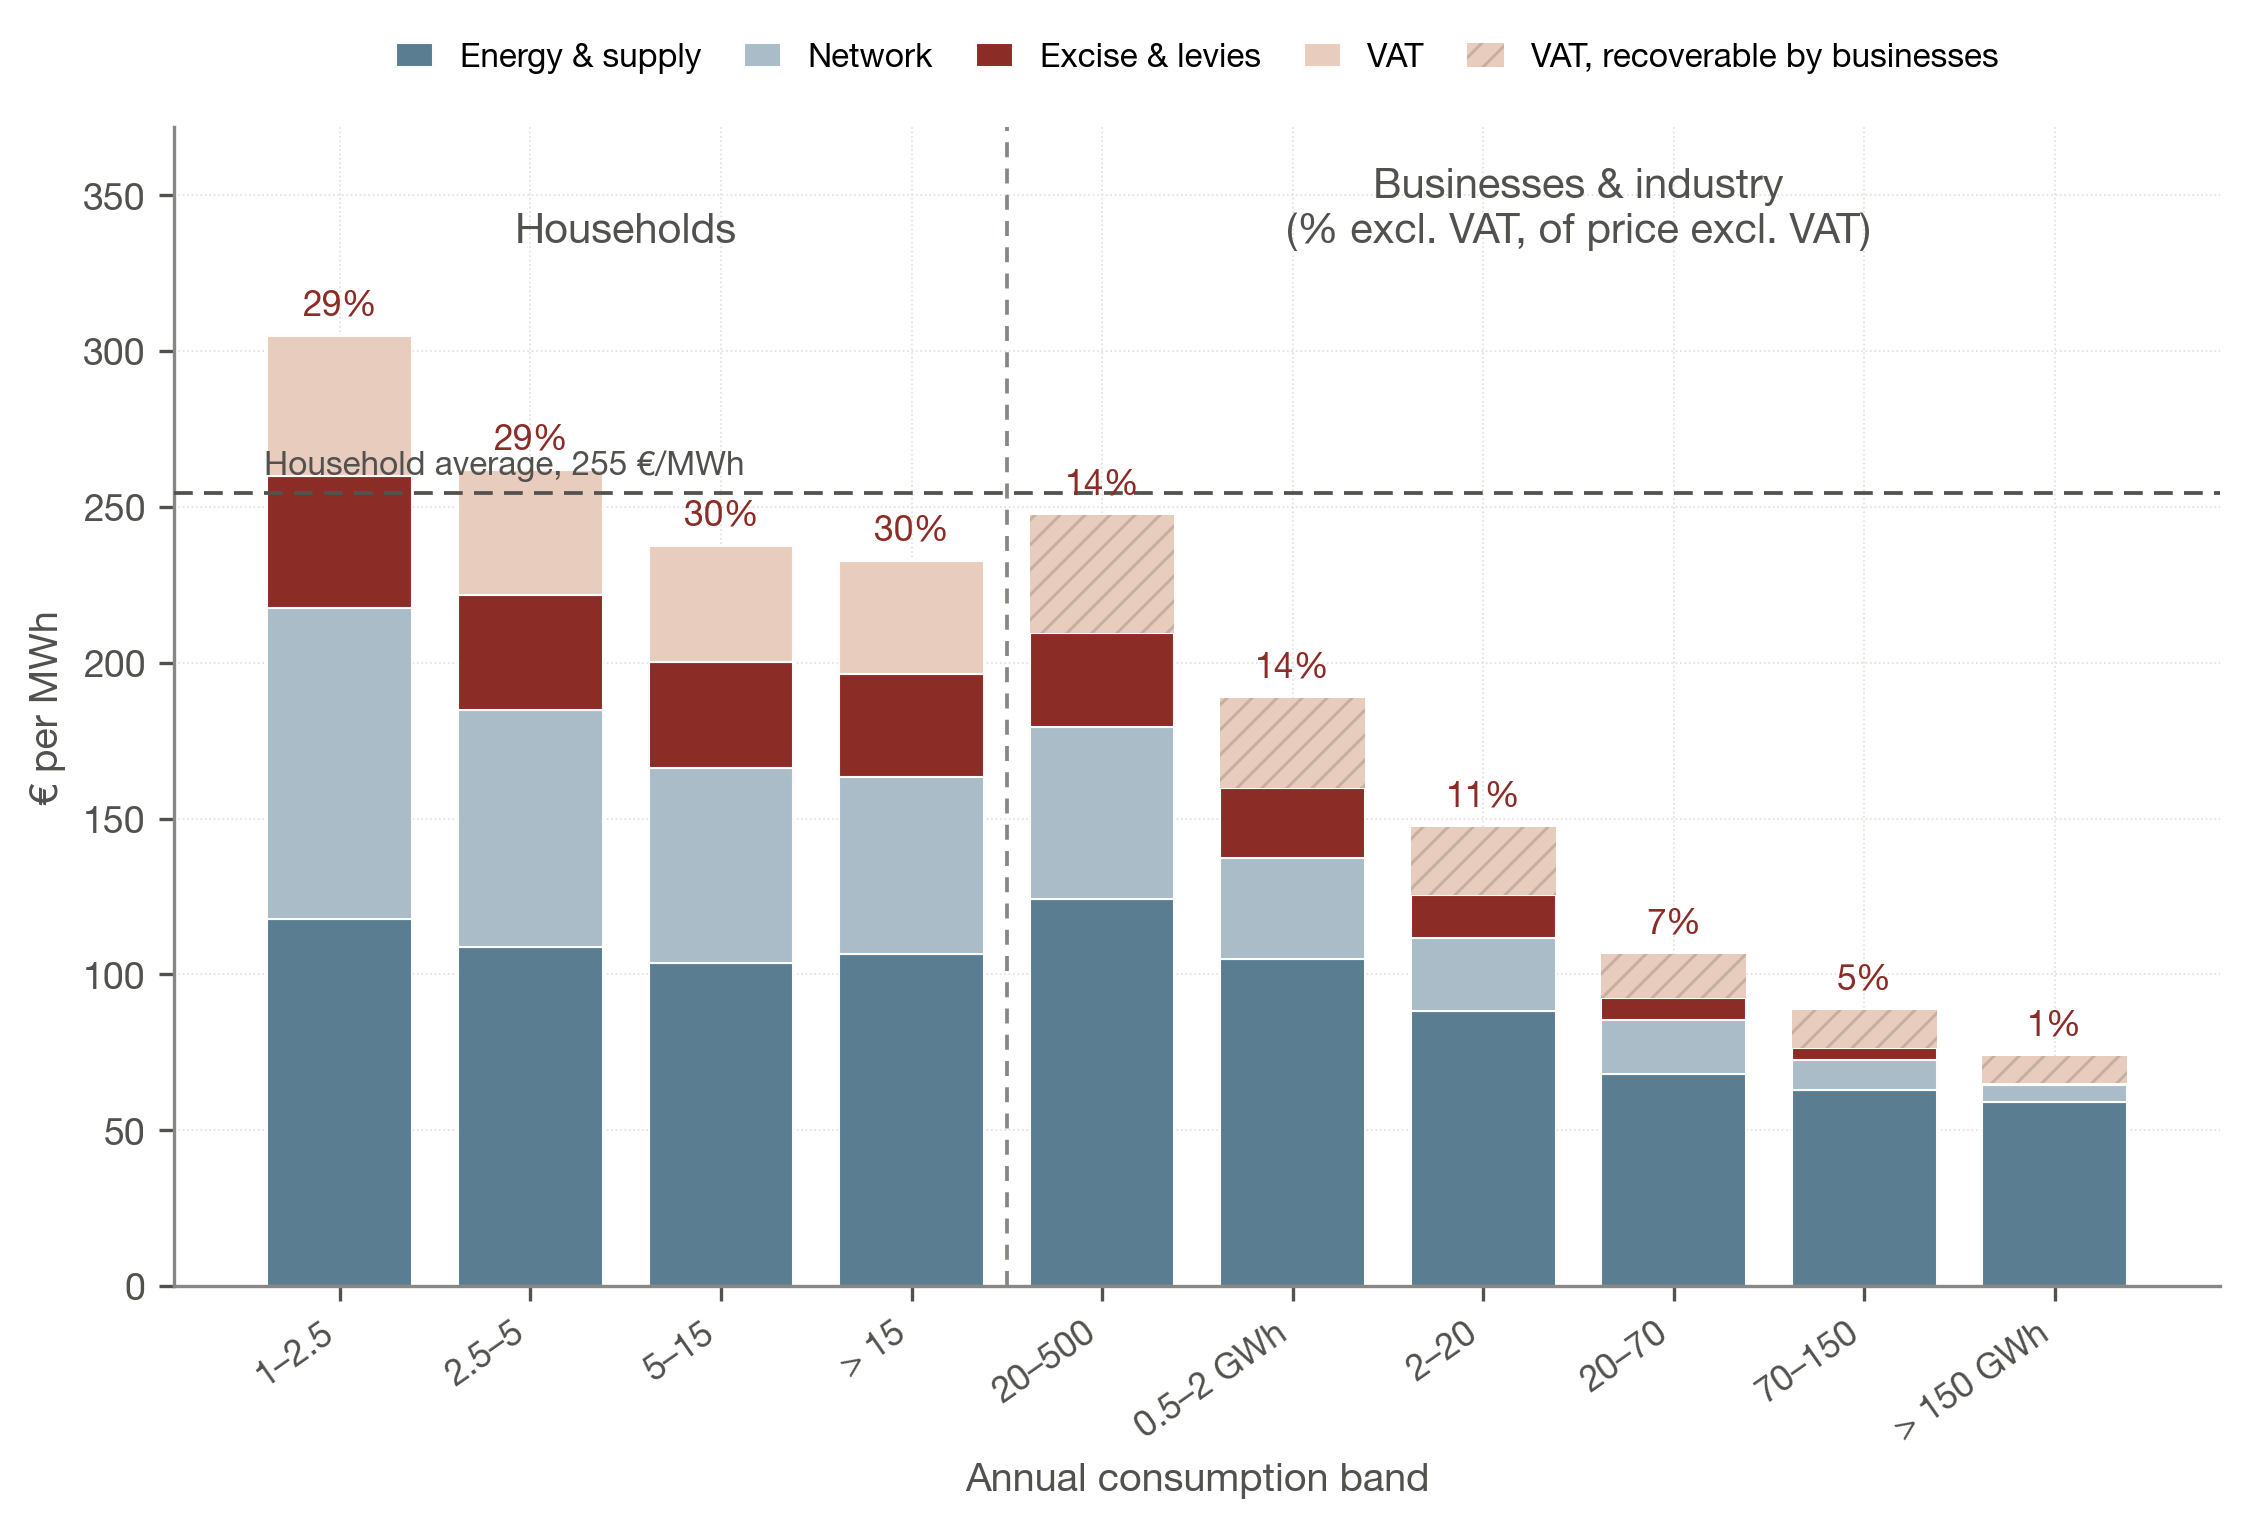 Energy & supply
Network
Excise & levies
VAT
VAT, recoverable by businesses
Households
Businesses & industry
(% excl. VAT, of price excl. VAT)
€ per MWh
350
300
250
200
150
100
50
0
Household average, 255 €/MWh
29%
29%
30%
30%
14%
14%
11%
7%
5%
1%
1–2.5
2.5–5
5–15
> 15
20–500
0.5–2 GWh
2–20
20–70
70–150
> 150 GWh
Annual consumption band